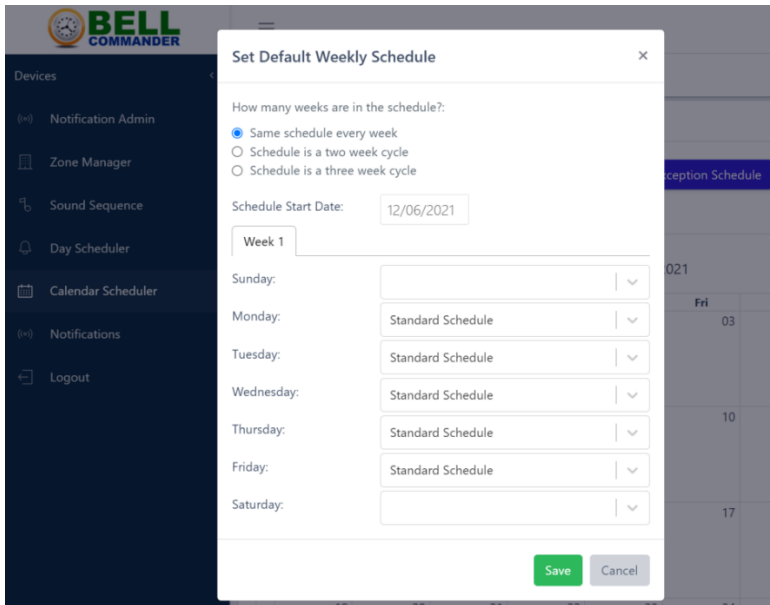 BELL
COMMANDER
Devices
Notification Admin
Zone Manager
Sound Sequence
Day Scheduler
Calendar Scheduler
Notifications
Logout
Set Default Weekly Schedule
How many weeks are in the schedule?:
Same schedule every week
Schedule is a two week cycle
Schedule is a three week cycle
Schedule Start Date: 12/06/2021
Week 1
Sunday:
Monday: Standard Schedule
Tuesday: Standard Schedule
Wednesday: Standard Schedule
Thursday: Standard Schedule
Friday: Standard Schedule
Saturday:
Save Cancel
ception Schedule
021
Fri
03
10
17